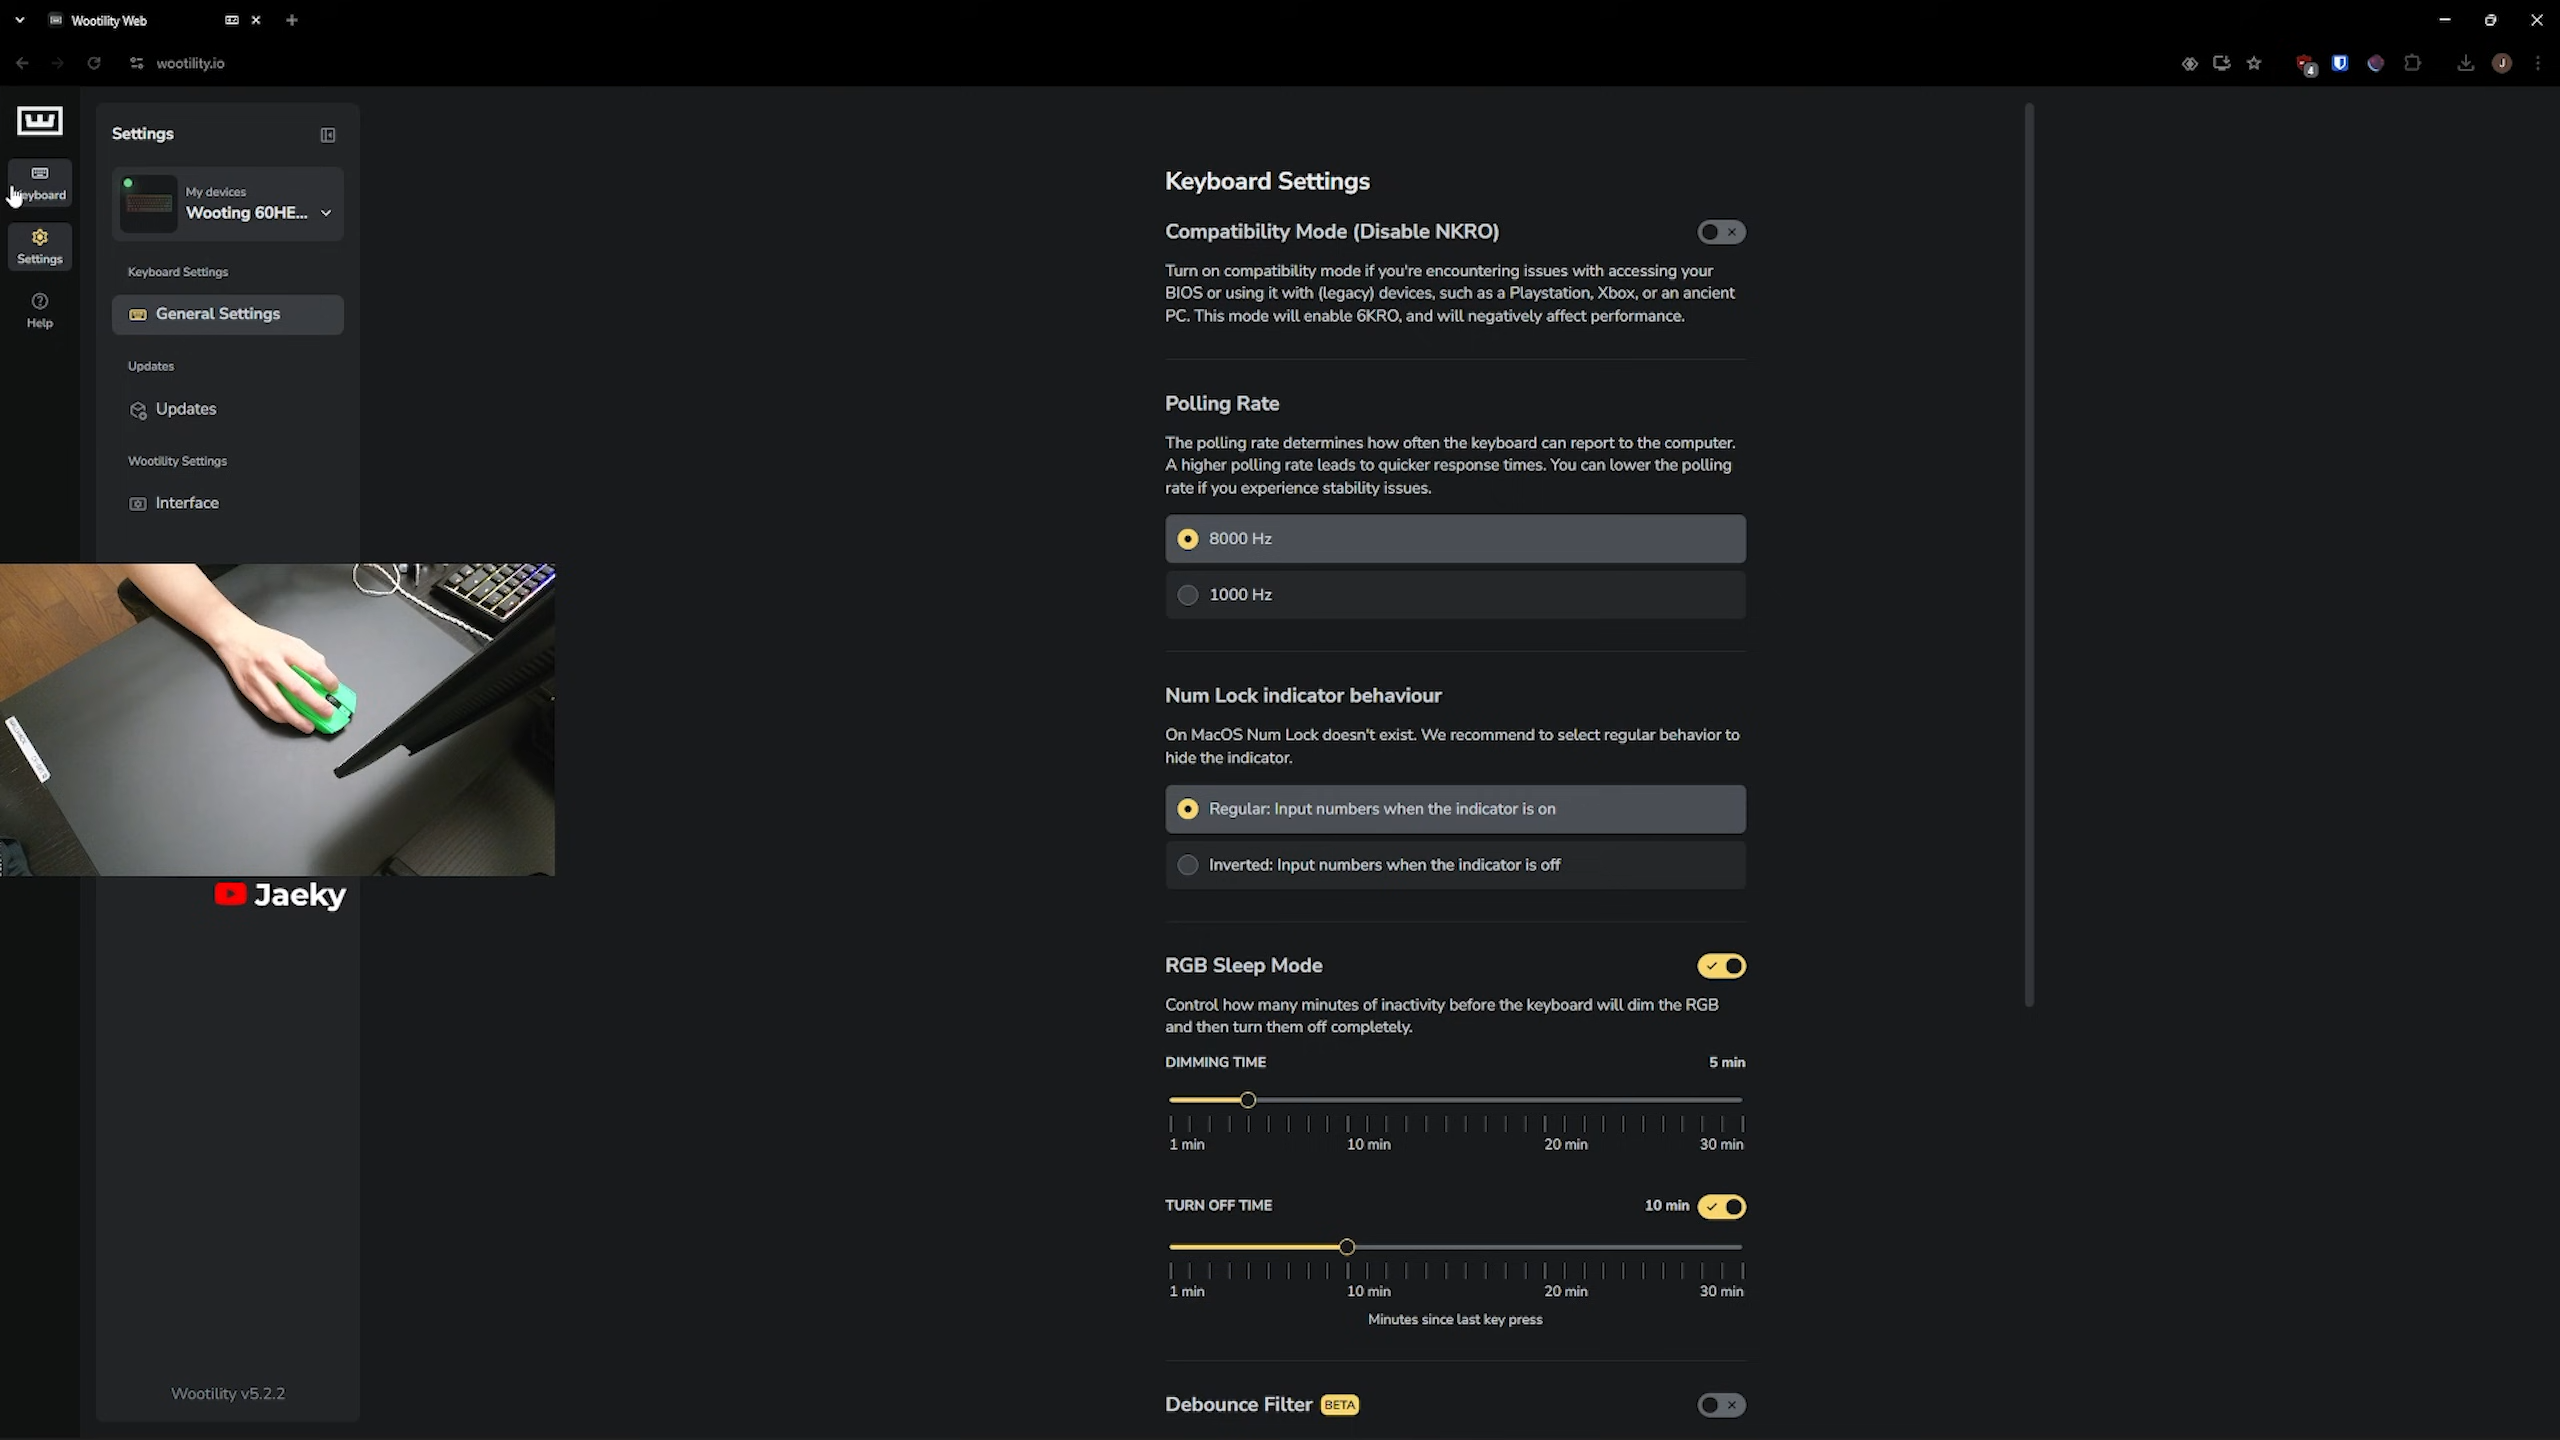 Wootility Web
wootility.io
4
J
Settings
Keyboard
Settings
Help
My devices
Wooting 60HE...
Keyboard Settings
General Settings
Updates
Updates
Wootility Settings
Interface
Jaeky
Wootility v5.2.2
Keyboard Settings
Compatibility Mode (Disable NKRO)
Turn on compatibility mode if you're encountering issues with accessing your
BIOS or using it with (legacy) devices, such as a Playstation, Xbox, or an ancient
PC. This mode will enable 6KRO, and will negatively affect performance.
Polling Rate
The polling rate determines how often the keyboard can report to the computer.
A higher polling rate leads to quicker response times. You can lower the polling
rate if you experience stability issues.
8000 Hz
1000 Hz
Num Lock indicator behaviour
On MacOS Num Lock doesn't exist. We recommend to select regular behavior to
hide the indicator.
Regular: Input numbers when the indicator is on
Inverted: Input numbers when the indicator is off
RGB Sleep Mode
Control how many minutes of inactivity before the keyboard will dim the RGB
and then turn them off completely.
DIMMING TIME 5 min
1 min 10 min 20 min 30 min
TURN OFF TIME 10 min
1 min 10 min 20 min 30 min
Minutes since last key press
Debounce Filter BETA